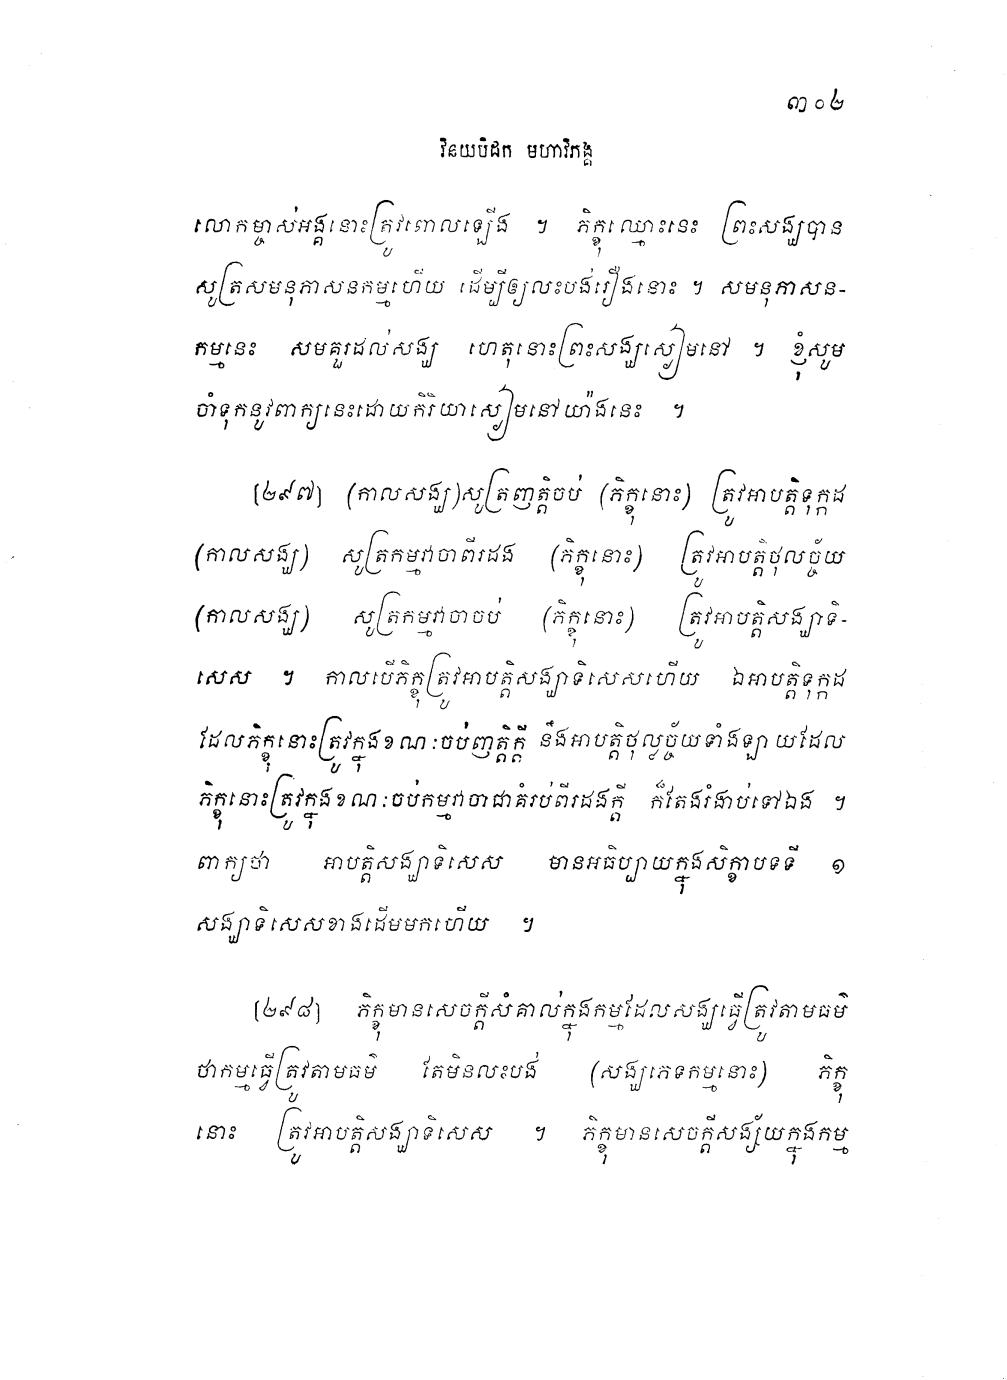 ៣០២
វិនយបិដក មហាវិភង្គ
លោកម្ចាស់អង្គនោះត្រូវពោលឡើង ។ ភិក្ខុឈ្មោះនេះ ព្រះសង្ឃបាន
សូត្រសមនុភាសនកម្មហើយ ដើម្បីឲ្យលះបង់រឿងនោះ ។ សមនុភាសន-
កម្មនេះ សមគួរដល់សង្ឃ ហេតុនោះព្រះសង្ឃស្ងៀមនៅ ។ ខ្ញុំសូម
ចាំទុកនូវពាក្យនេះដោយកិរិយាស្ងៀមនៅយ៉ាងនេះ ។
[២៩៧] (កាលសង្ឃ)សូត្រញត្តិចប់ (ភិក្ខុនោះ) ត្រូវអាបត្តិទុក្កដ
(កាលសង្ឃ) សូត្រកម្មវាចាពីរដង (ភិក្ខុនោះ) ត្រូវអាបត្តិថុលច្ច័យ
(កាលសង្ឃ) សូត្រកម្មវាចាចប់ (ភិក្ខុនោះ) ត្រូវអាបត្តិសង្ឃាទិ-
សេស ។ កាលបើភិក្ខុត្រូវអាបត្តិសង្ឃាទិសេសហើយ ឯអាបត្តិទុក្កដ
ដែលភិក្ខុនោះត្រូវក្នុងខណៈចប់ញត្តិក្តី នឹងអាបត្តិថុល្លច្ច័យទាំងឡាយដែល
ភិក្ខុនោះត្រូវក្នុងខណៈចប់កម្មវាចាជាគំរប់ពីរដងក្តី ក៏តែងរំងាប់ទៅឯង ។
ពាក្យថា អាបត្តិសង្ឃាទិសេស មានអធិប្បាយក្នុងសិក្ខាបទទី ១
សង្ឃាទិសេសខាងដើមមកហើយ ។
[២៩៨] ភិក្ខុមានសេចក្តីសំគាល់ក្នុងកម្មដែលសង្ឃធ្វើត្រូវតាមធម៌
ថាកម្មធ្វើត្រូវតាមធម៌ តែមិនលះបង់ (សង្ឃភេទកម្មនោះ) ភិក្ខុ
នោះ ត្រូវអាបត្តិសង្ឃាទិសេស ។ ភិក្ខុមានសេចក្តីសង្ស័យក្នុងកម្ម